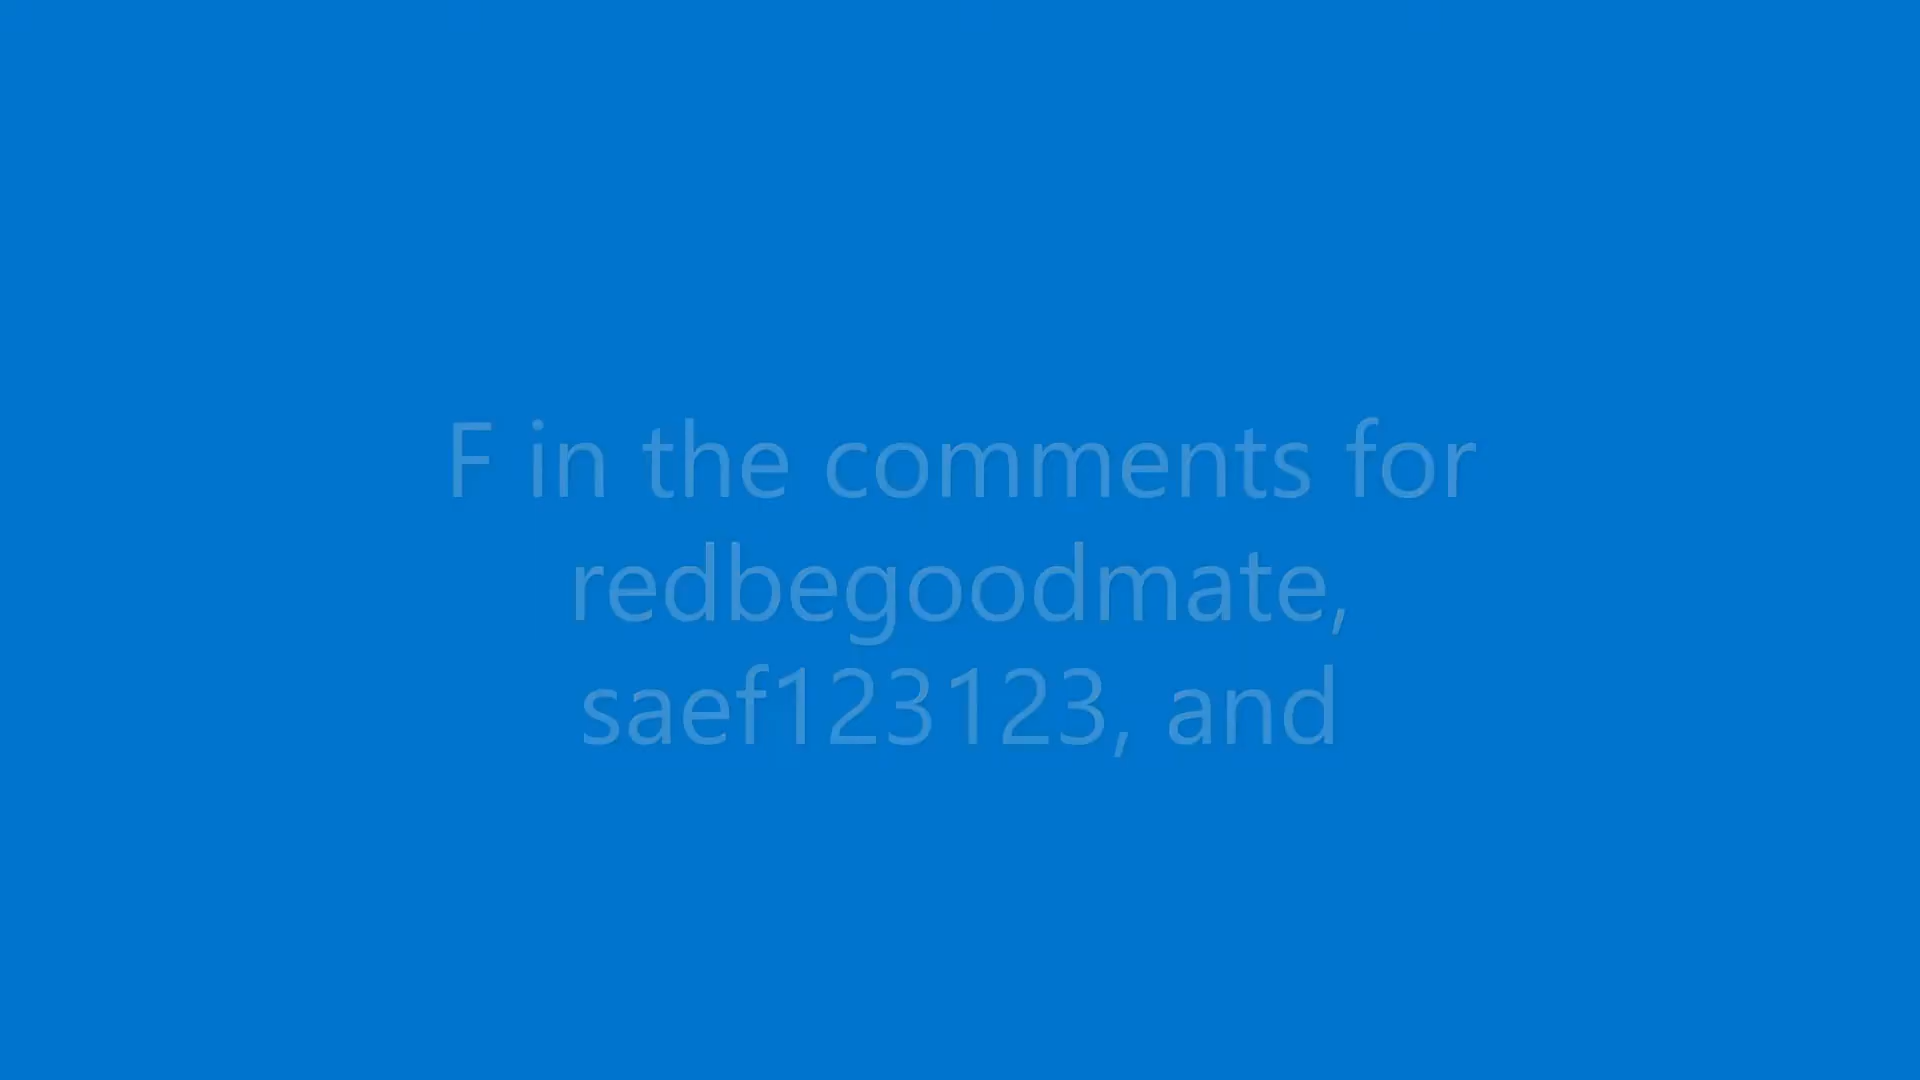 F in the comments for
redbegoodmate,
saef123123, and